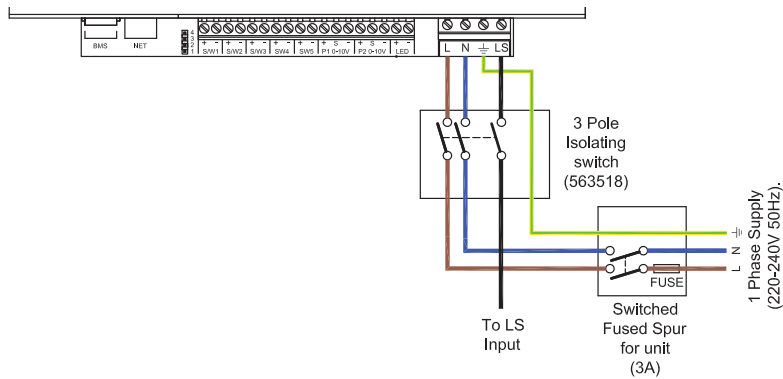 4
3
2
1
BMS
NET
+ - + - + - + - + - + S - + S - + -
S/W1 S/W2 SW3 SW4 SW5 P1 0-10V P2 0-10V LED
L N LS
3 Pole
Isolating
switch
(563518)
N
L
1 Phase Supply
(220-240V 50Hz).
FUSE
Switched
Fused Spur
for unit
(3A)
To LS
Input